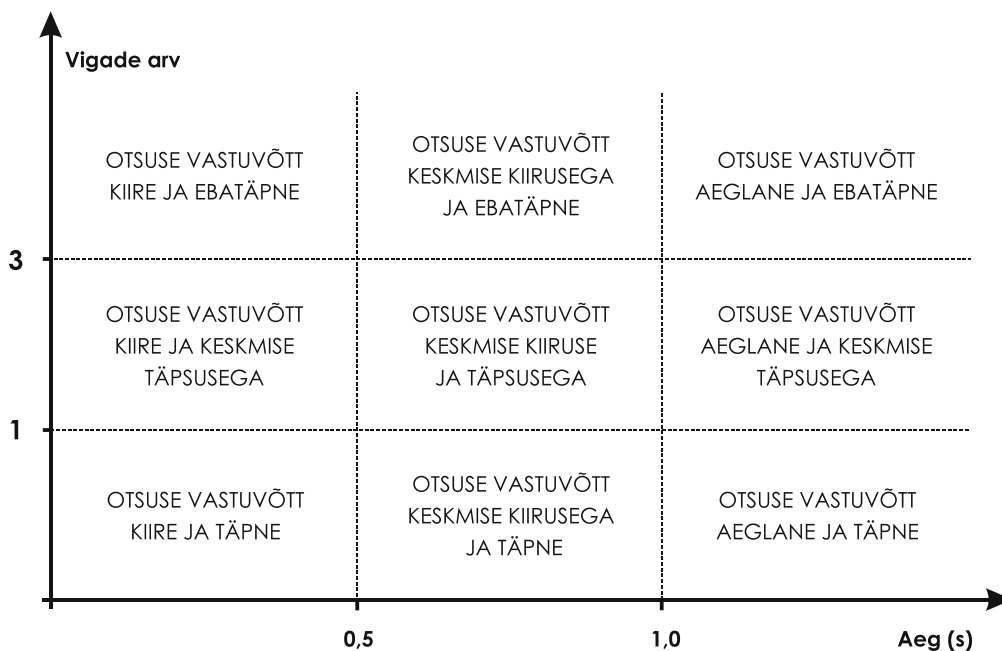 Vigade arv
OTSUSE VASTUVÕTT
KIIRE JA EBATÄPNE
OTSUSE VASTUVÕTT
KESKMISE KIIRUSEGA
JA EBATÄPNE
OTSUSE VASTUVÕTT
AEGLANE JA EBATÄPNE
3
OTSUSE VASTUVÕTT
KIIRE JA KESKMISE
TÄPSUSEGA
OTSUSE VASTUVÕTT
KESKMISE KIIRUSE
JA TÄPSUSEGA
OTSUSE VASTUVÕTT
AEGLANE JA KESKMISE
TÄPSUSEGA
1
OTSUSE VASTUVÕTT
KIIRE JA TÄPNE
OTSUSE VASTUVÕTT
KESKMISE KIIRUSEGA
JA TÄPNE
OTSUSE VASTUVÕTT
AEGLANE JA TÄPNE
0,5
1,0
Aeg (s)